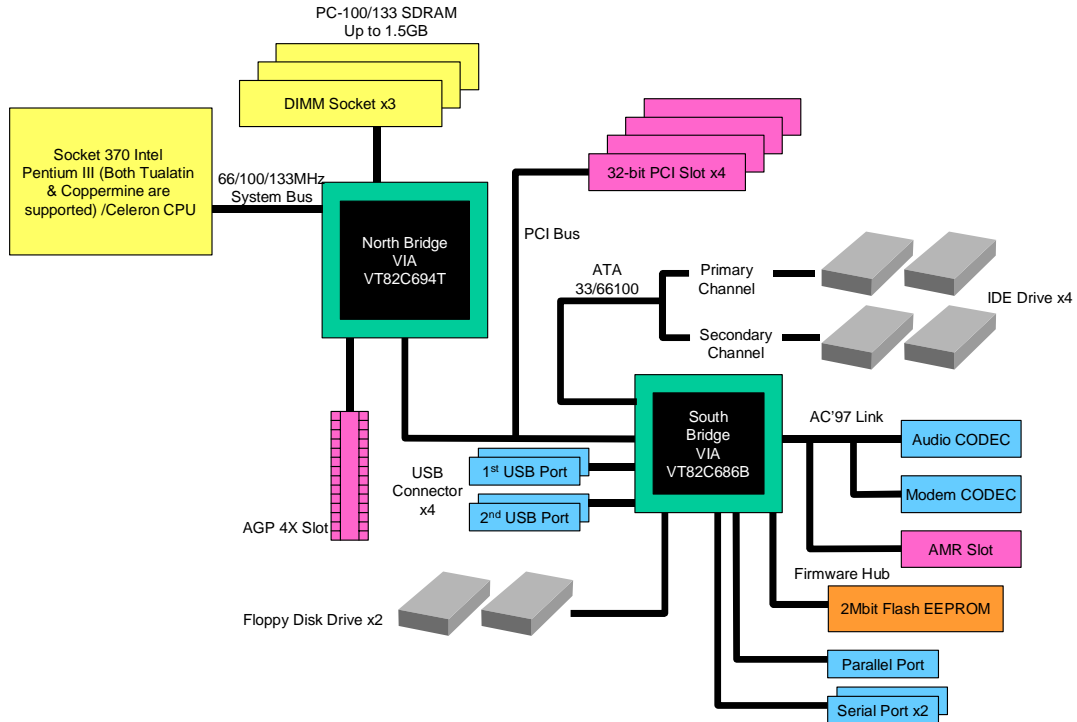 PC-100/133 SDRAM
Up to 1.5GB
DIMM Socket x3
Socket 370 Intel
Pentium III (Both Tualatin
& Coppermine are
supported) /Celeron CPU
66/100/133MHz
System Bus
32-bit PCI Slot x4
North Bridge
VIA
VT82C694T
PCI Bus
ATA
33/66100
Primary
Channel
IDE Drive x4
Secondary
Channel
South
Bridge
VIA
VT82C686B
AC'97 Link
Audio CODEC
USB
Connector
x4
1st USB Port
2nd USB Port
Modem CODEC
AGP 4X Slot
AMR Slot
Firmware Hub
2Mbit Flash EEPROM
Floppy Disk Drive x2
Parallel Port
Serial Port x2